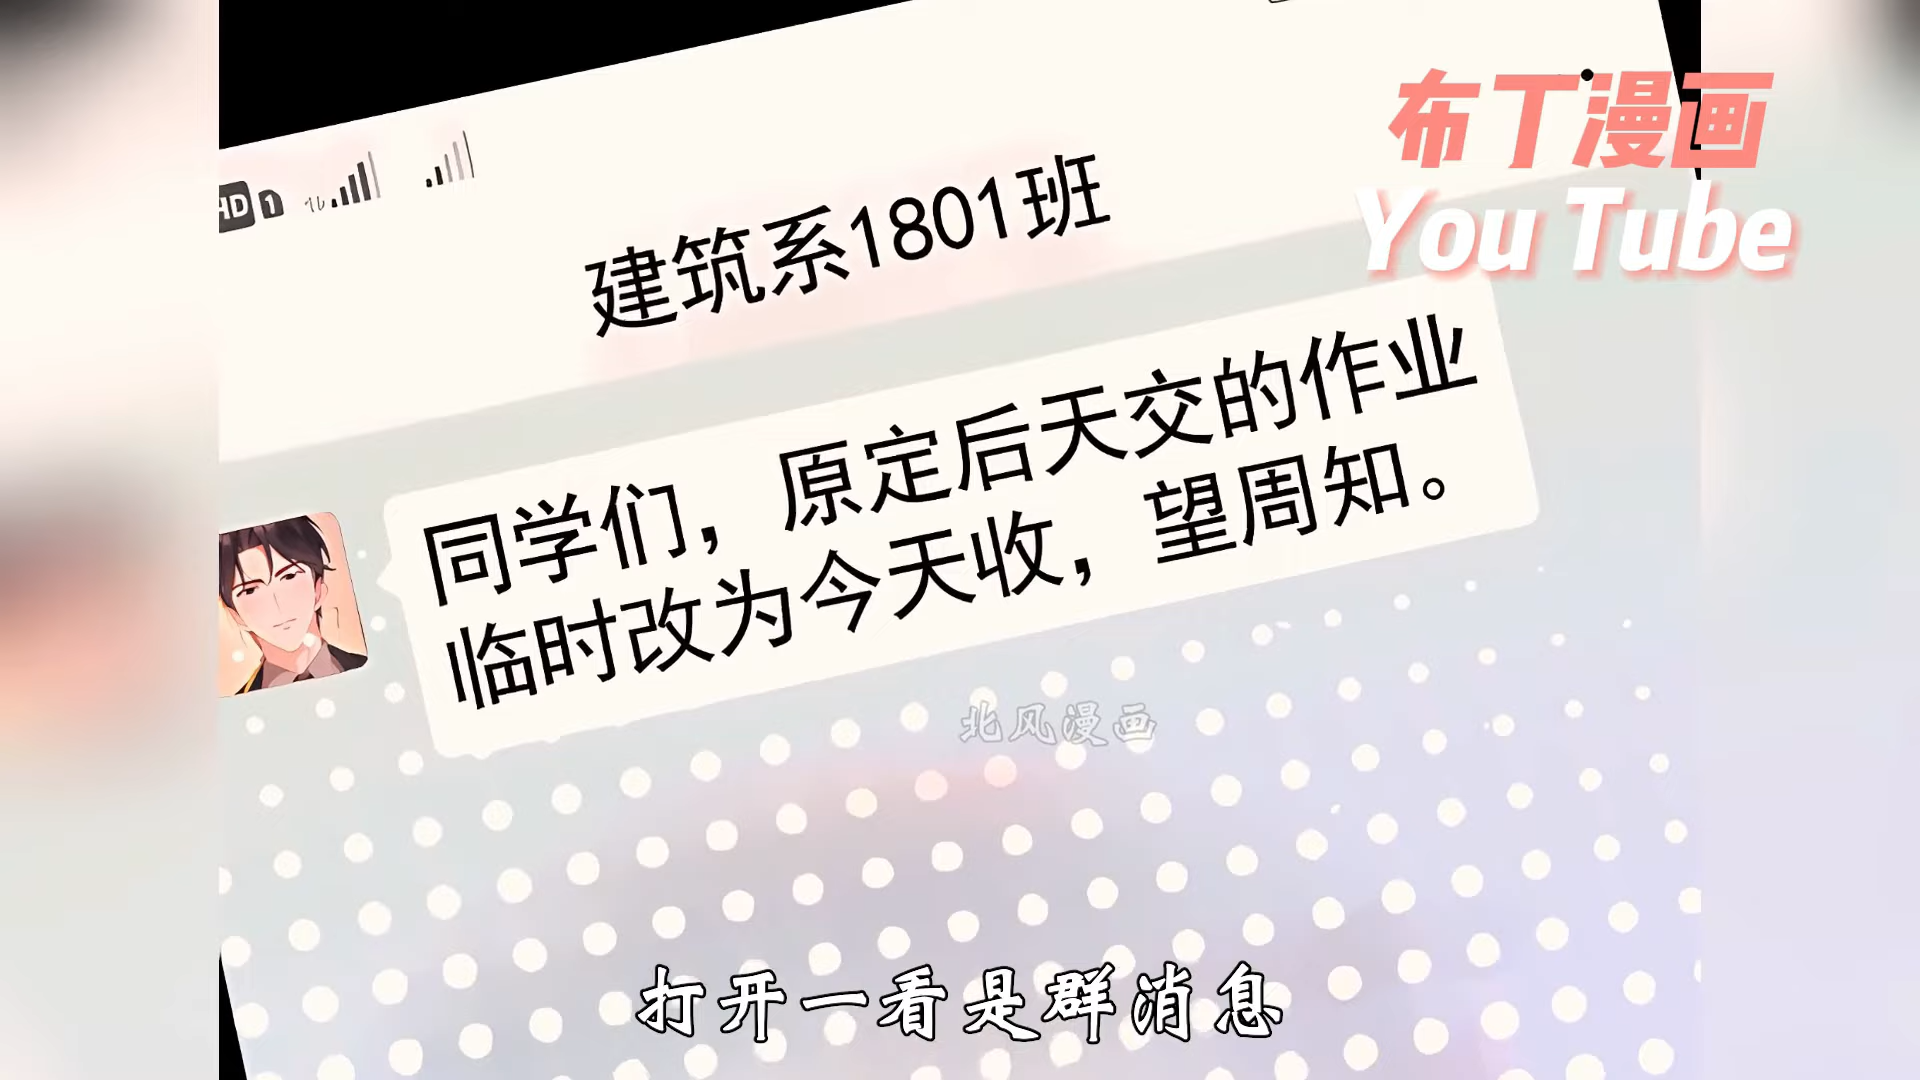 布丁漫画
YouTube
HD 1
建筑系1801班
同学们，原定后天交的作业
临时改为今天收，望周知。
北风漫画
打开一看是群消息